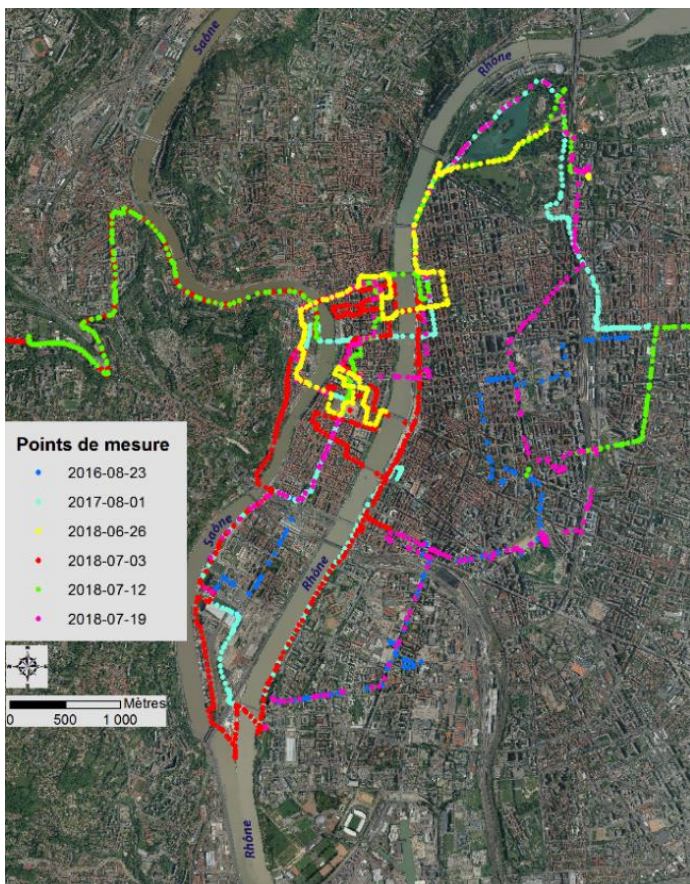 Saône
Rhône
Points de mesure
2016-08-23
2017-08-01
2018-06-26
2018-07-03
2018-07-12
2018-07-19
Saône
Rhône
Mètres
0 500 1 000
Rhône